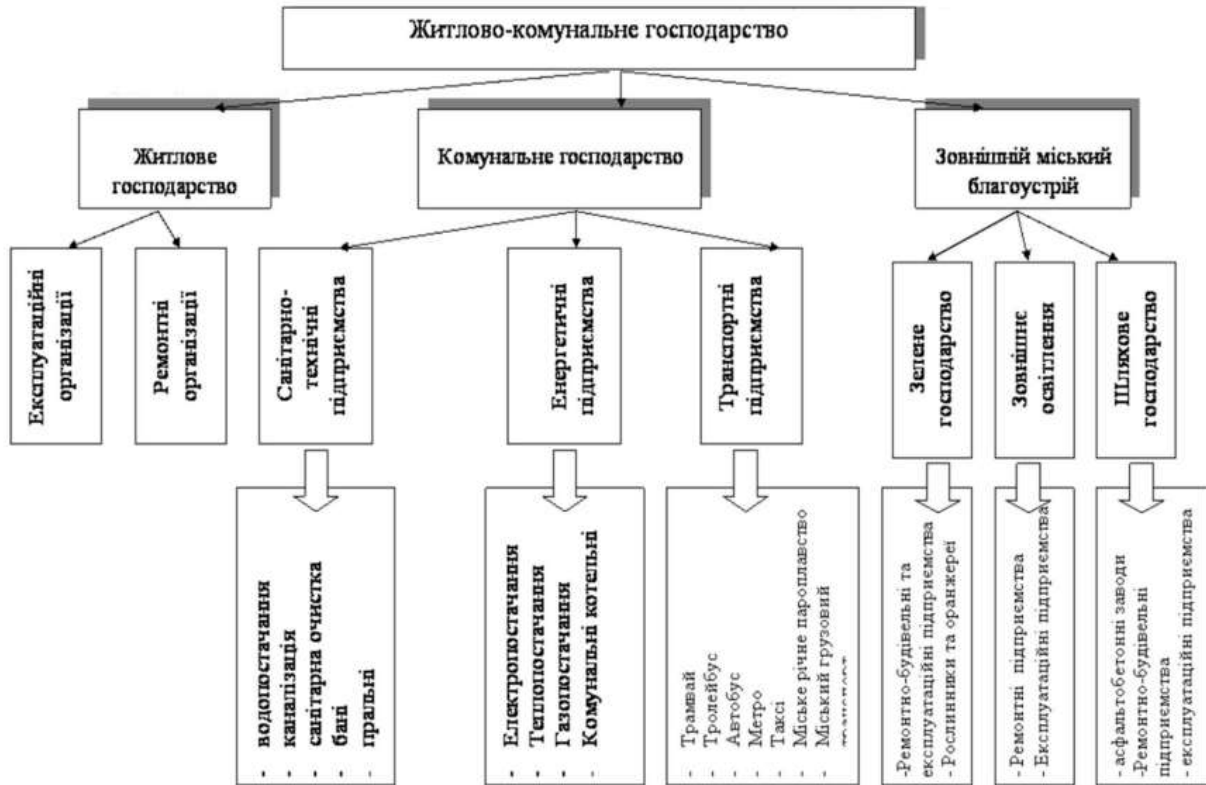 Житлово-комунальне господарство
Житлове
господарство
Комунальне господарство
Зовнішній міський
благоустрій
Експлуатаційні
організації
Ремонтні
організації
Санітарно-
технічні
підприємства
Енергетичні
підприємства
Транспортні
підприємства
Зелене
господарство
Зовнішнє
освітлення
Шляхове
господарство
- водопостачання
- каналізація
- санітарна очистка
- бані
- пральні
- Електропостачання
- Теплопостачання
- Газопостачання
- Комунальні котельні
- Трамвай
- Тролейбус
- Автобус
- Метро
- Таксі
- Міське річне пароплавство
- Міський грузовий
транспорт
-Ремонтно-будівельні та
експлуатаційні підприємства
- Рослинники та оранжереї
- Ремонтні підприємства
- Експлуатаційні підприємства
- асфальтобетонні заводи
-Ремонтно-будівельні
підприємства
- експлуатаційні підприємства